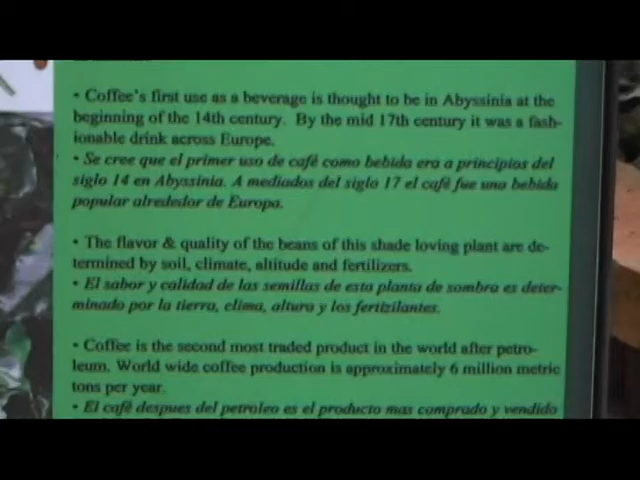 • Coffee's first use as a beverage is thought to be in Abyssinia at the
beginning of the 14th century. By the mid 17th century it was a fash-
ionable drink across Europe.
• Se cree que el primer uso de café como bebida era a principios del
siglo 14 en Abyssinia. A mediados del siglo 17 el café fue una bebida
popular alrededor de Europa.
• The flavor & quality of the beans of this shade loving plant are de-
termined by soil, climate, altitude and fertilizers.
• El sabor y calidad de las semillas de esta planta de sombra es deter-
minado por la tierra, clima, altura y los fertizilantes.
• Coffee is the second most traded product in the world after petro-
leum. World wide coffee production is approximately 6 million metric
tons per year.
• El café despues del petroleo es el producto mas comprado y vendido